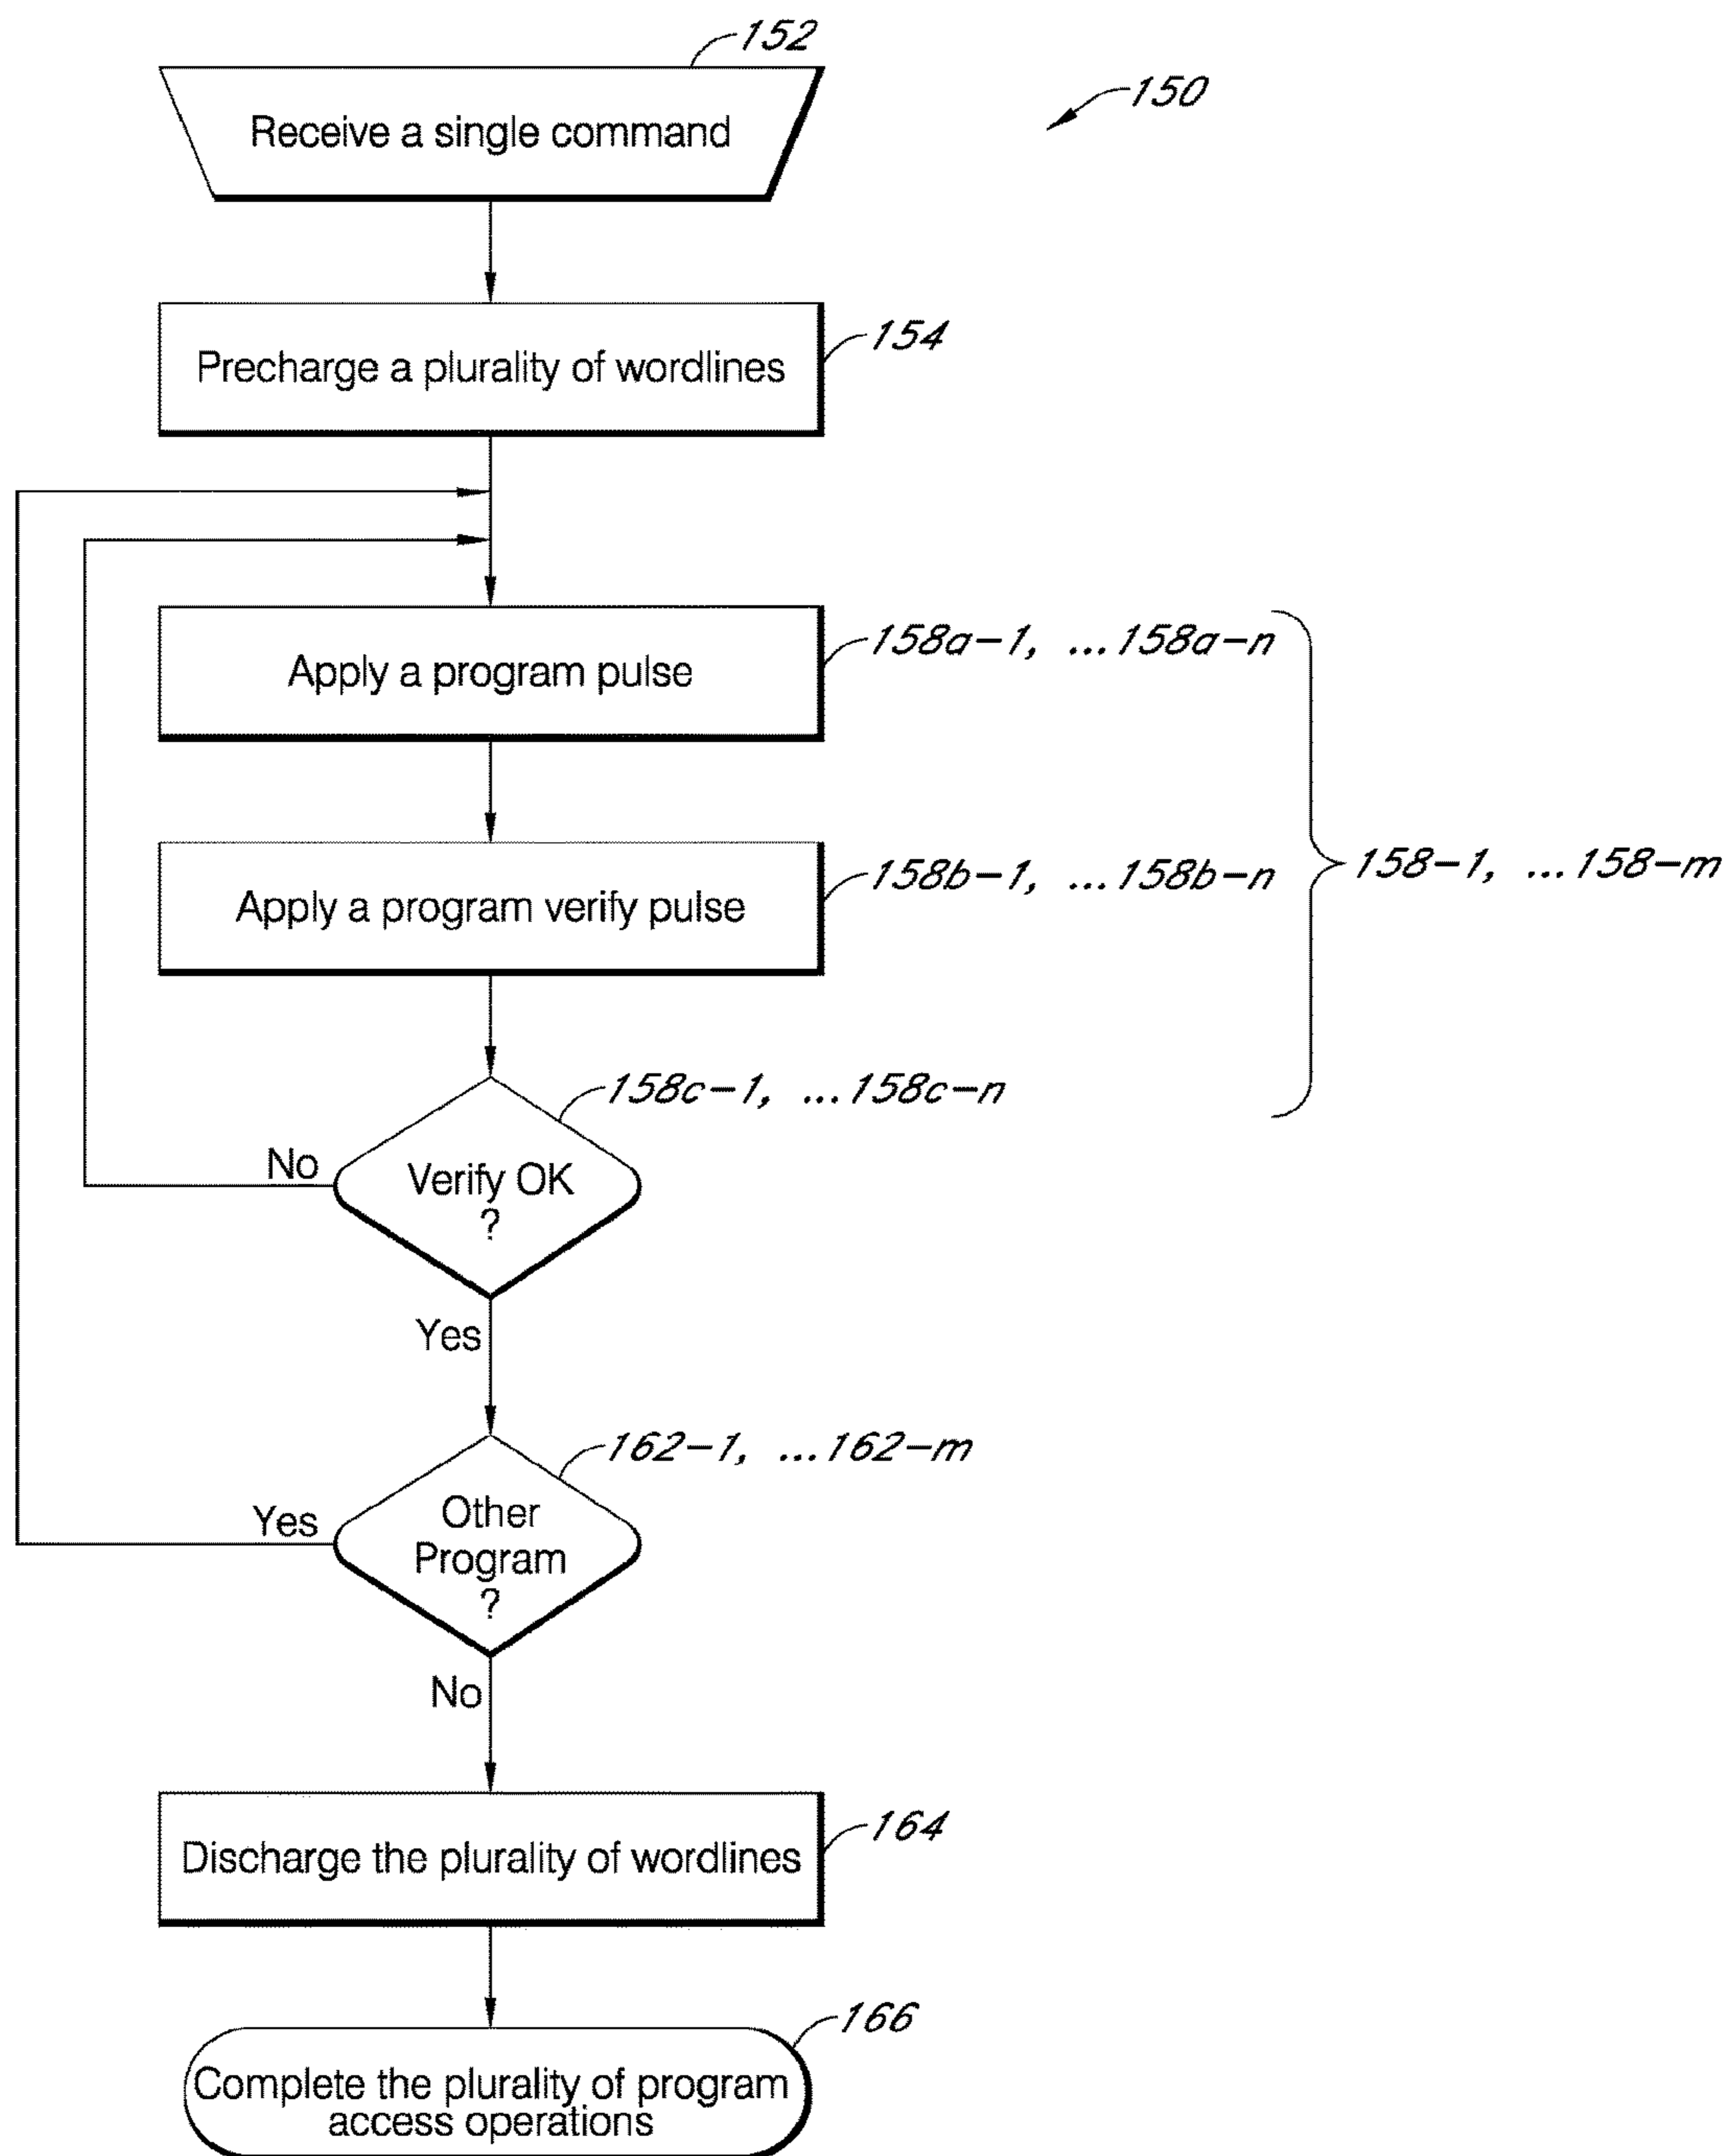 152
150
Receive a single command
154
Precharge a plurality of wordlines
158a-1, ...158a-n
Apply a program pulse
158b-1, ...158b-n
158-1, ...158-m
Apply a program verify pulse
158c-1, ...158c-n
No
Verify OK
?
Yes
162-1, ...162-m
Other
Yes
Program
?
No
164
Discharge the plurality of wordlines
166
Complete the plurality of program
access operations